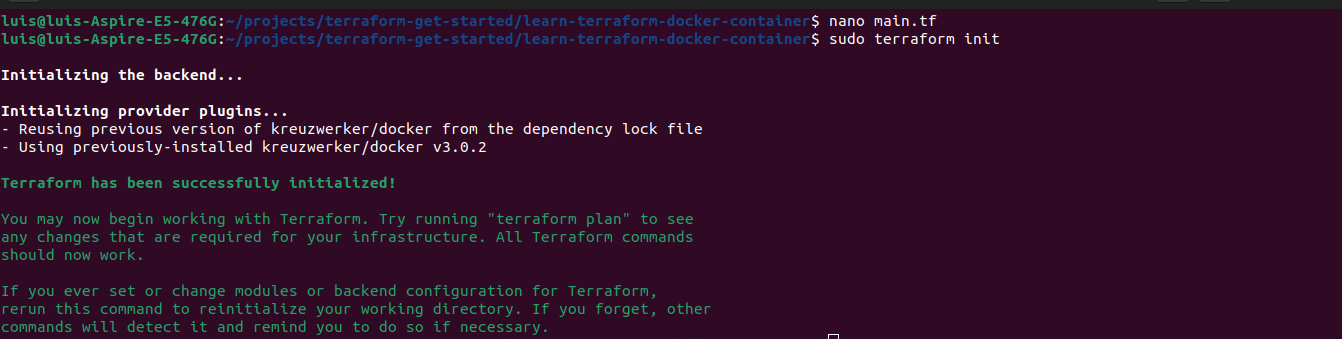 luis@luis-Aspire-E5-476G:~/projects/terraform-get-started/learn-terraform-docker-container$ nano main.tf
luis@luis-Aspire-E5-476G:~/projects/terraform-get-started/learn-terraform-docker-container$ sudo terraform init
Initializing the backend...
Initializing provider plugins...
- Reusing previous version of kreuzwerker/docker from the dependency lock file
- Using previously-installed kreuzwerker/docker v3.0.2
Terraform has been successfully initialized!
You may now begin working with Terraform. Try running "terraform plan" to see
any changes that are required for your infrastructure. All Terraform commands
should now work.
If you ever set or change modules or backend configuration for Terraform,
rerun this command to reinitialize your working directory. If you forget, other
commands will detect it and remind you to do so if necessary.